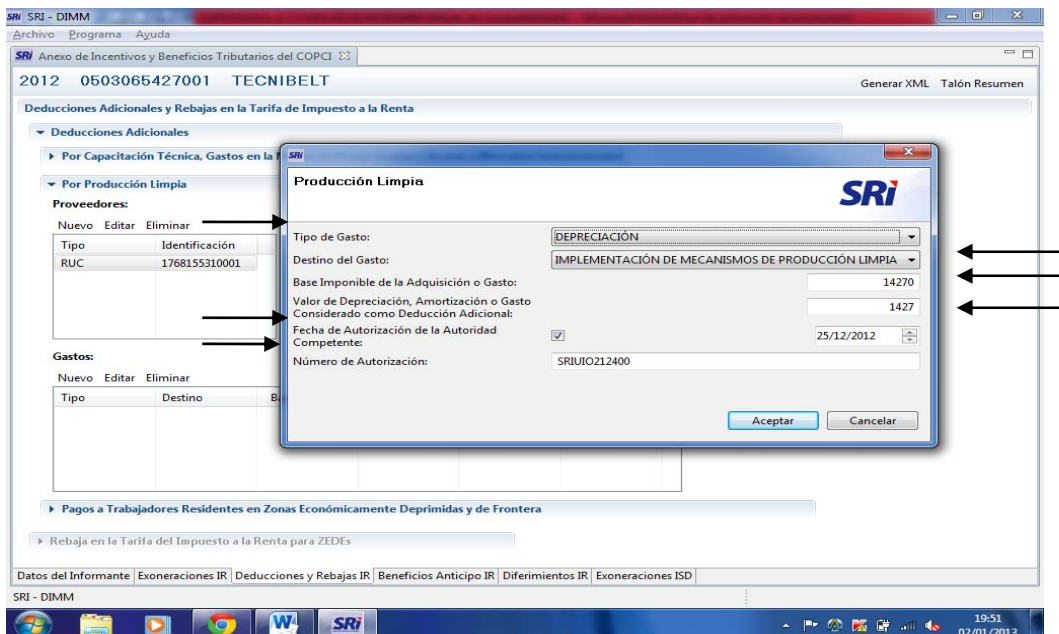 SRi SRI - DIMM
Archivo Programa Ayuda
SRi Anexo de Incentivos y Beneficios Tributarios del COPCI
2012 0503065427001 TECNIBELT
Generar XML Talón Resumen
Deducciones Adicionales y Rebajas en la Tarifa de Impuesto a la Renta
Deducciones Adicionales
Por Capacitación Técnica, Gastos en la
Por Producción Limpia
Proveedores:
Nuevo Editar Eliminar
Tipo Identificación
RUC 1768155310001
Gastos:
Nuevo Editar Eliminar
Tipo Destino
SRi
Producción Limpia
SRi
Tipo de Gasto: DEPRECIACIÓN
Destino del Gasto: IMPLEMENTACIÓN DE MECANISMOS DE PRODUCCIÓN LIMPIA
Base Imponible de la Adquisición o Gasto: 14270
Valor de Depreciación, Amortización o Gasto
Considerado como Deducción Adicional: 1427
Fecha de Autorización de la Autoridad
Competente: 25/12/2012
Número de Autorización: SRIUIO212400
Aceptar Cancelar
Pagos a Trabajadores Residentes en Zonas Económicamente Deprimidas y de Frontera
Rebaja en la Tarifa del Impuesto a la Renta para ZEDEs
Datos del Informante Exoneraciones IR Deducciones y Rebajas IR Beneficios Anticipo IR Diferimientos IR Exoneraciones ISD
SRI - DIMM
W SRi
19:51
02/01/2013